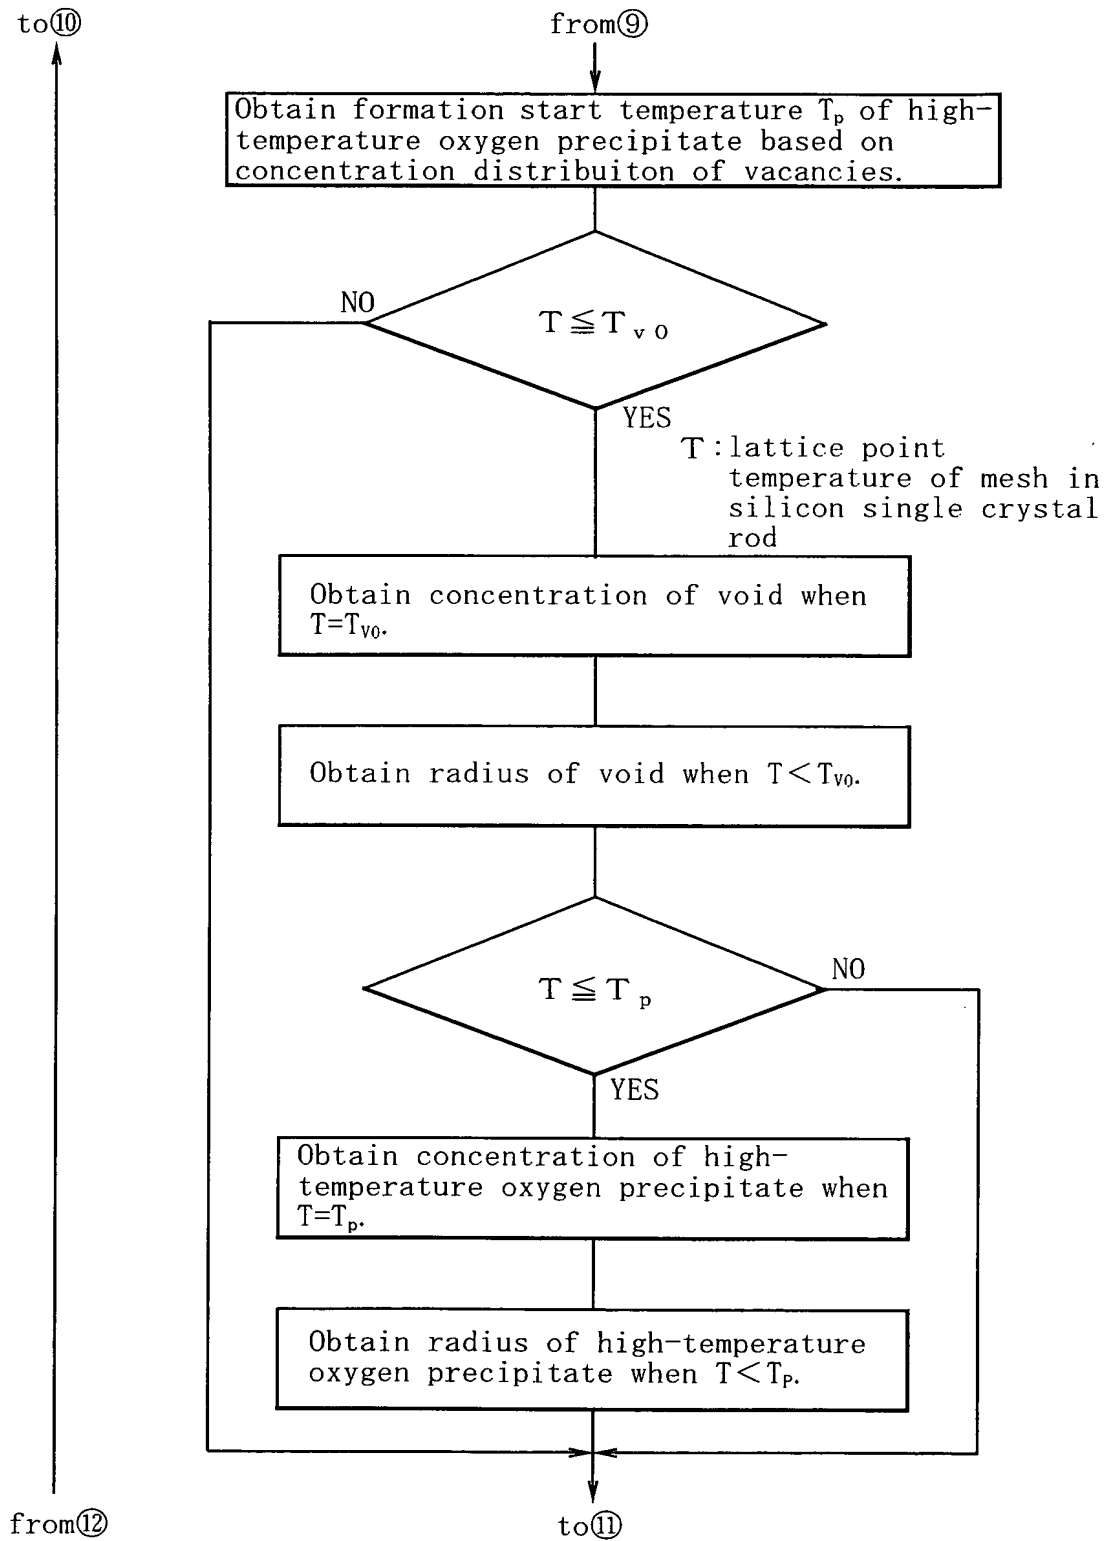 to⑩
from⑨
Obtain formation start temperature Tp of high-
temperature oxygen precipitate based on
concentration distribuiton of vacancies.
NO
T≦Tv0
YES
T:lattice point
temperature of mesh in
silicon single crystal
rod
Obtain concentration of void when
T=Tv0.
Obtain radius of void when T<Tv0.
T≦Tp
NO
YES
Obtain concentration of high-
temperature oxygen precipitate when
T=Tp.
Obtain radius of high-temperature
oxygen precipitate when T<TP.
from⑫
to⑪